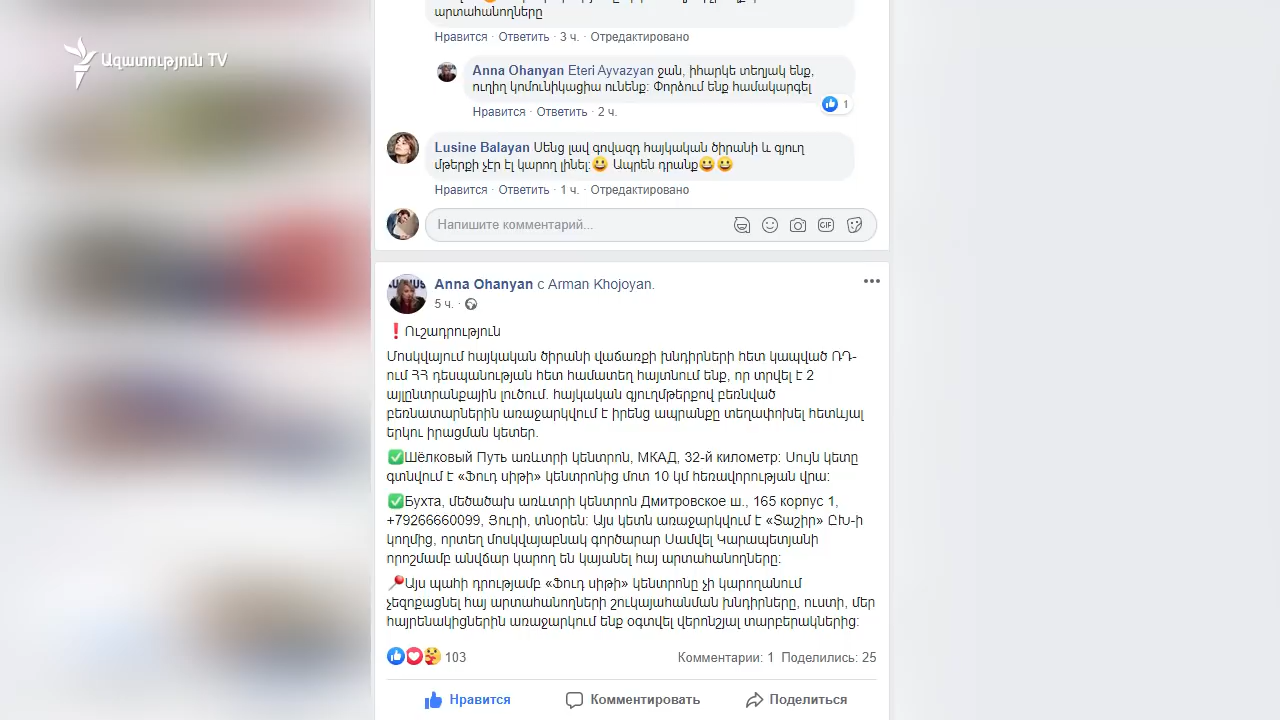 Ազատություն TV
արտահանողները
Нравится · Ответить · 3 ч. · Отредактировано
Anna Ohanyan Eteri Ayvazyan ջան, իհարկե տեղյակ ենք,
ուղիղ կոմունիկացիա ունենք: Փորձում ենք համակարգել
1
Нравится · Ответить · 2 ч.
Lusine Balayan Սենց լավ գովազդ հայկական ծիրանի և գյուղ
մթերքի չէր էլ կարող լինել:😃 Ապրեն դրանք😃😃
Нравится · Ответить · 1 ч. · Отредактировано
Напишите комментарий...
GIF
Anna Ohanyan с Arman Khojoyan.
5 ч. ·
❗Ուշադրություն
Մոսկվայում հայկական ծիրանի վաճառքի խնդիրների հետ կապված ՌԴ-
ում ՀՀ դեսպանության հետ համատեղ հայտնում ենք, որ տրվել է 2
այլընտրանքային լուծում. հայկական գյուղմթերքով բեռնված
բեռնատարներին առաջարկվում է իրենց ապրանքը տեղափոխել հետևյալ
երկու իրացման կետեր.
✅Шёлковый Путь առևտրի կենտրոն, МКАД, 32-й километр: Սույն կետը
գտնվում է «Ֆուդ սիթի» կենտրոնից մոտ 10 կմ հեռավորության վրա:
✅Бухта, մեծածախ առևտրի կենտրոն Дмитровское ш., 165 корпус 1,
+79266660099, Յուրի, տնօրեն: Այս կետն առաջարկվում է «Տաշիր» ԸԽ-ի
կողմից, որտեղ մոսկվայաբնակ գործարար Սամվել Կարապետյանի
որոշմամբ անվճար կարող են կայանել հայ արտահանողները:
📍Այս պահի դրությամբ «Ֆուդ սիթի» կենտրոնը չի կարողանում
չեզոքացնել հայ արտահանողների շուկայահանման խնդիրները, ուստի, մեր
հայրենակիցներին առաջարկում ենք օգտվել վերոնշյալ տարբերակներից:
103
Комментарии: 1 Поделились: 25
Нравится Комментировать Поделиться